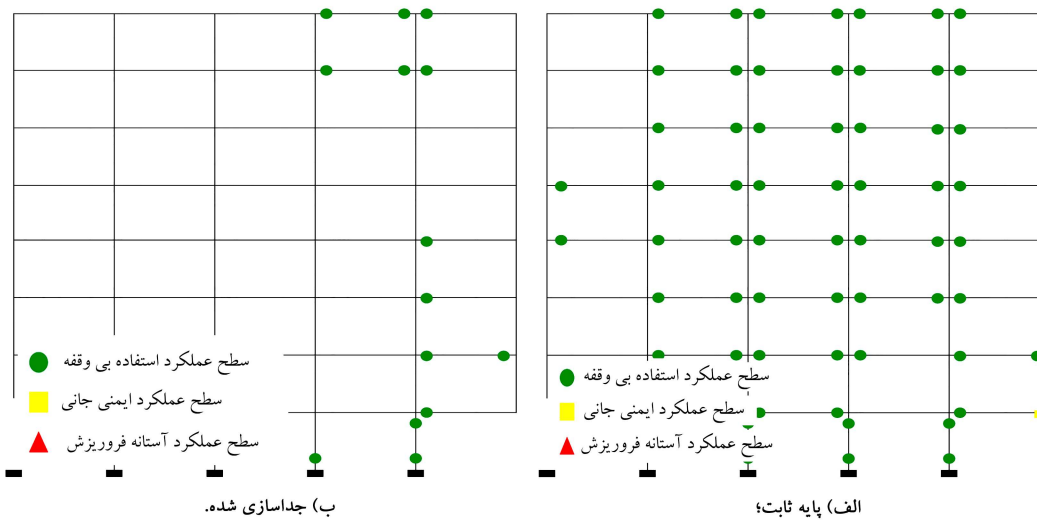 سطح عملکرد استفاده بی وقفه
سطح عملکرد ایمنی جانی
سطح عملکرد آستانه فروریزش
الف) پایه ثابت؛
سطح عملکرد استفاده بی وقفه
سطح عملکرد ایمنی جانی
سطح عملکرد آستانه فروریزش
ب) جداسازی شده.